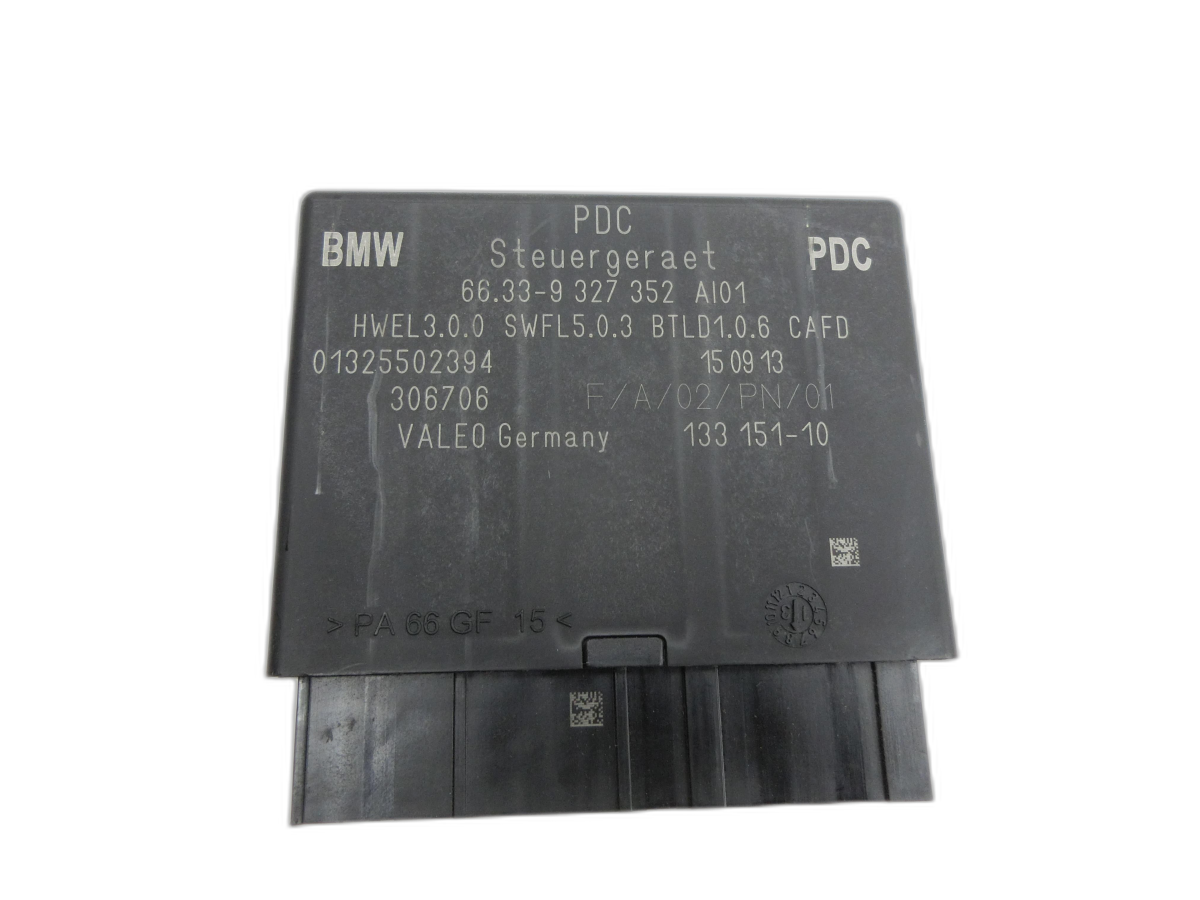 PDC
BMW Steuergeraet PDC
66.33-9 327 352 AI01
HWEL3.0.0 SWFL5.0.3 BTLD1.0.6 CAFD
01325502394 15 09 13
306706 F/A/02/PN/01
VALEO Germany 133 151-10
> PA 66 GF 15 <